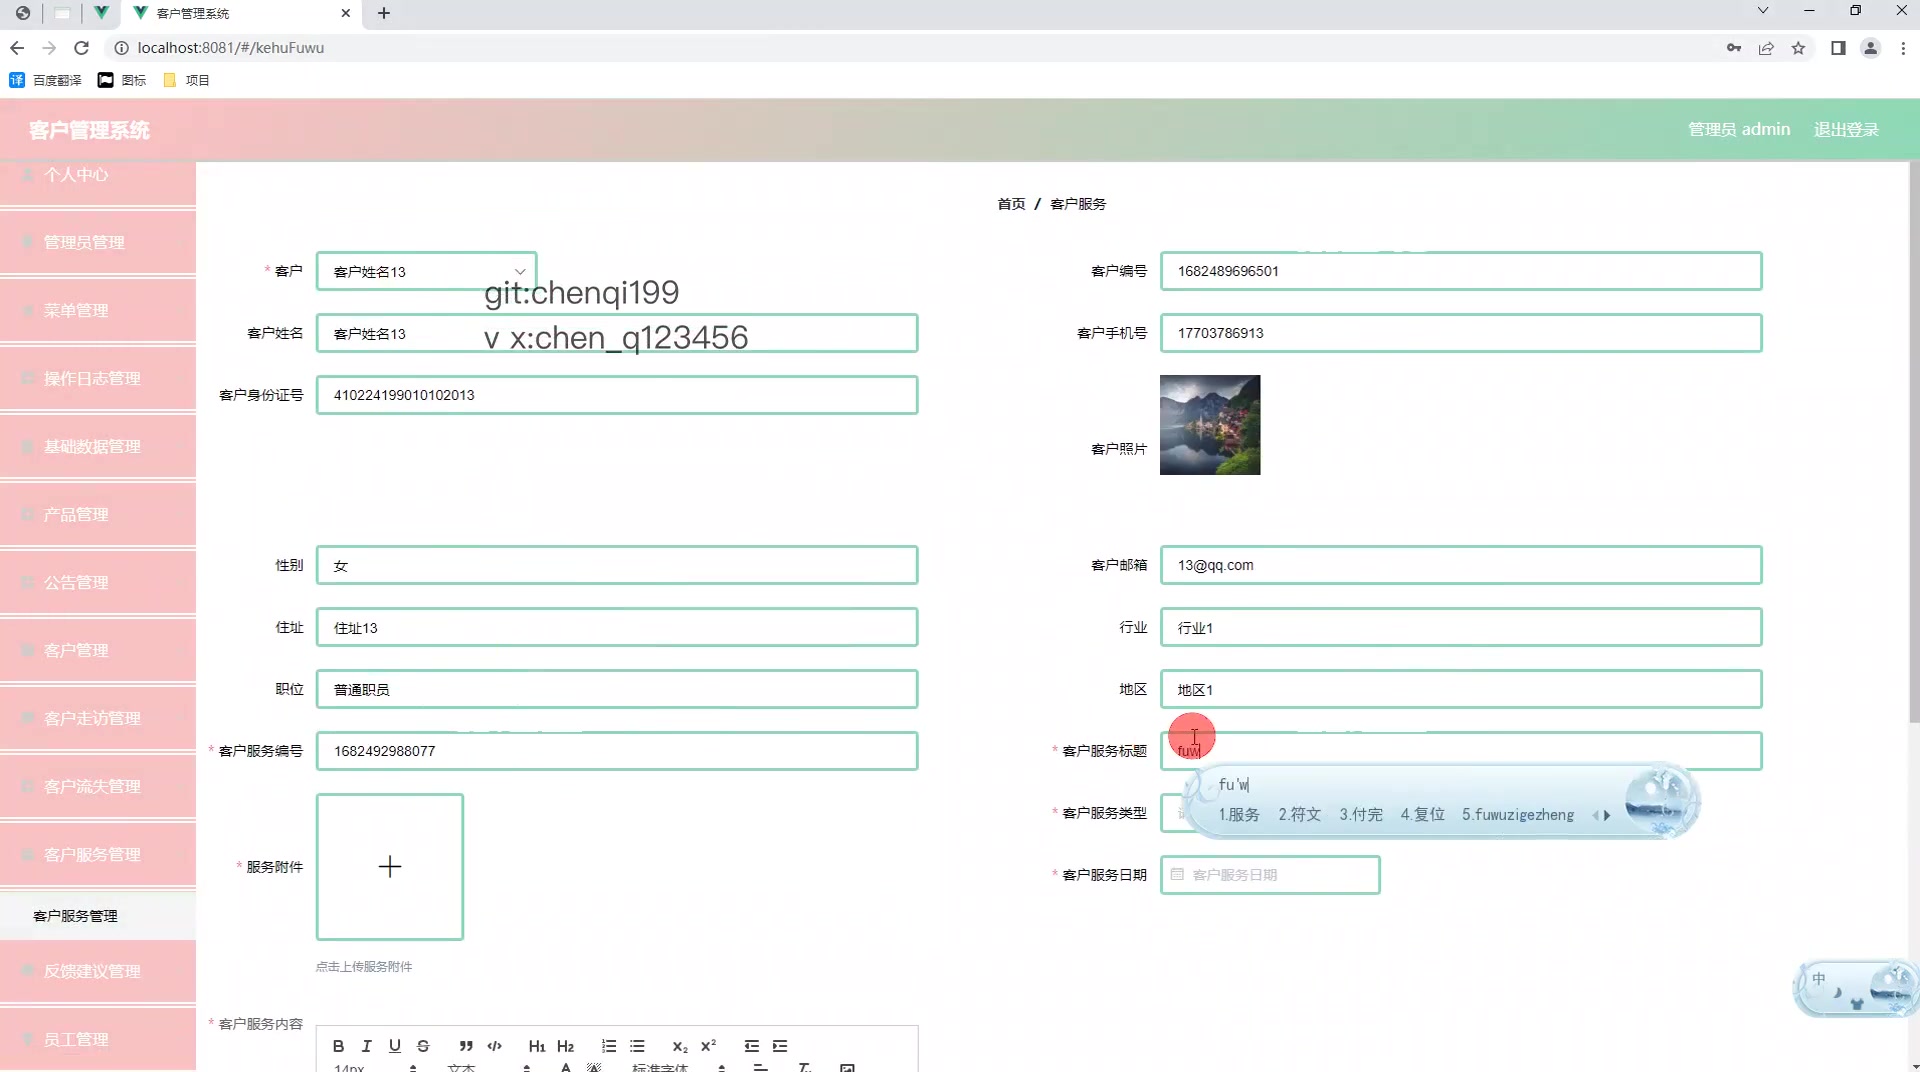 客户管理系统
localhost:8081/#/kehuFuwu
百度翻译 图标 项目
客户管理系统
管理员 admin 退出登录
个人中心
管理员管理
菜单管理
操作日志管理
基础数据管理
产品管理
公告管理
客户管理
客户走访管理
客户流失管理
客户服务管理
客户服务管理
反馈建议管理
员工管理
首页 / 客户服务
* 客户 客户姓名13
客户编号 1682489696501
git:chenqi199
客户姓名 客户姓名13
v x:chen_q123456
客户手机号 17703786913
客户身份证号 410224199010102013
客户照片
性别 女
客户邮箱 13@qq.com
住址 住址13
行业 行业1
职位 普通职员
地区 地区1
* 客户服务编号 1682492988077
* 客户服务标题 fuw
fu'w
1.服务 2.符文 3.付完 4.复位 5.fuwuzigezheng
* 客户服务类型
* 服务附件
* 客户服务日期 客户服务日期
点击上传服务附件
中
* 客户服务内容
B I U S H1 H2 x₂ x²
14px 文本 A 标准字体